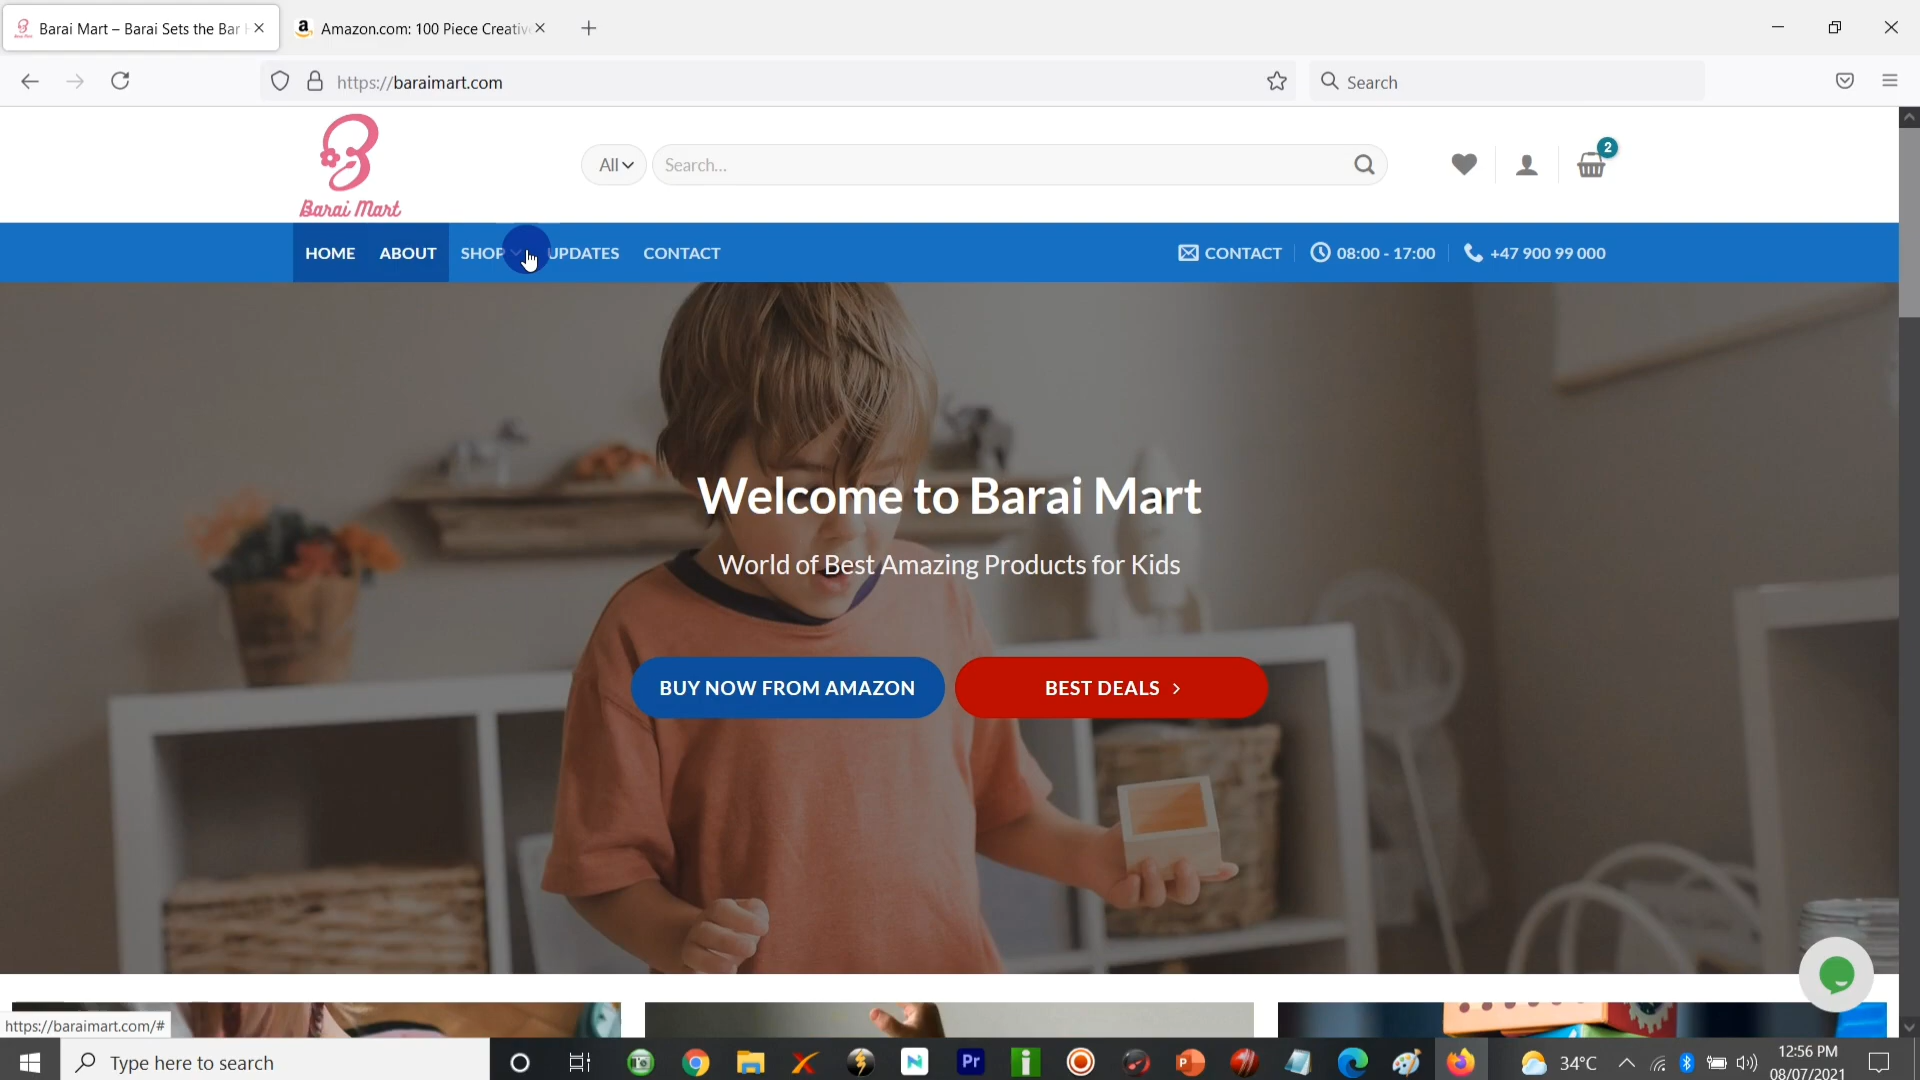 Barai Mart – Barai Sets the Bar
Amazon.com: 100 Piece Creativ
https://baraimart.com
Search
Barai Mart
All
Search...
2
HOME
ABOUT
SHOP
UPDATES
CONTACT
CONTACT
08:00 - 17:00
+47 900 99 000
Welcome to Barai Mart
World of Best Amazing Products for Kids
BUY NOW FROM AMAZON
BEST DEALS
https://baraimart.com/#
Type here to search
Pr
34°C
12:56 PM
08/07/2021